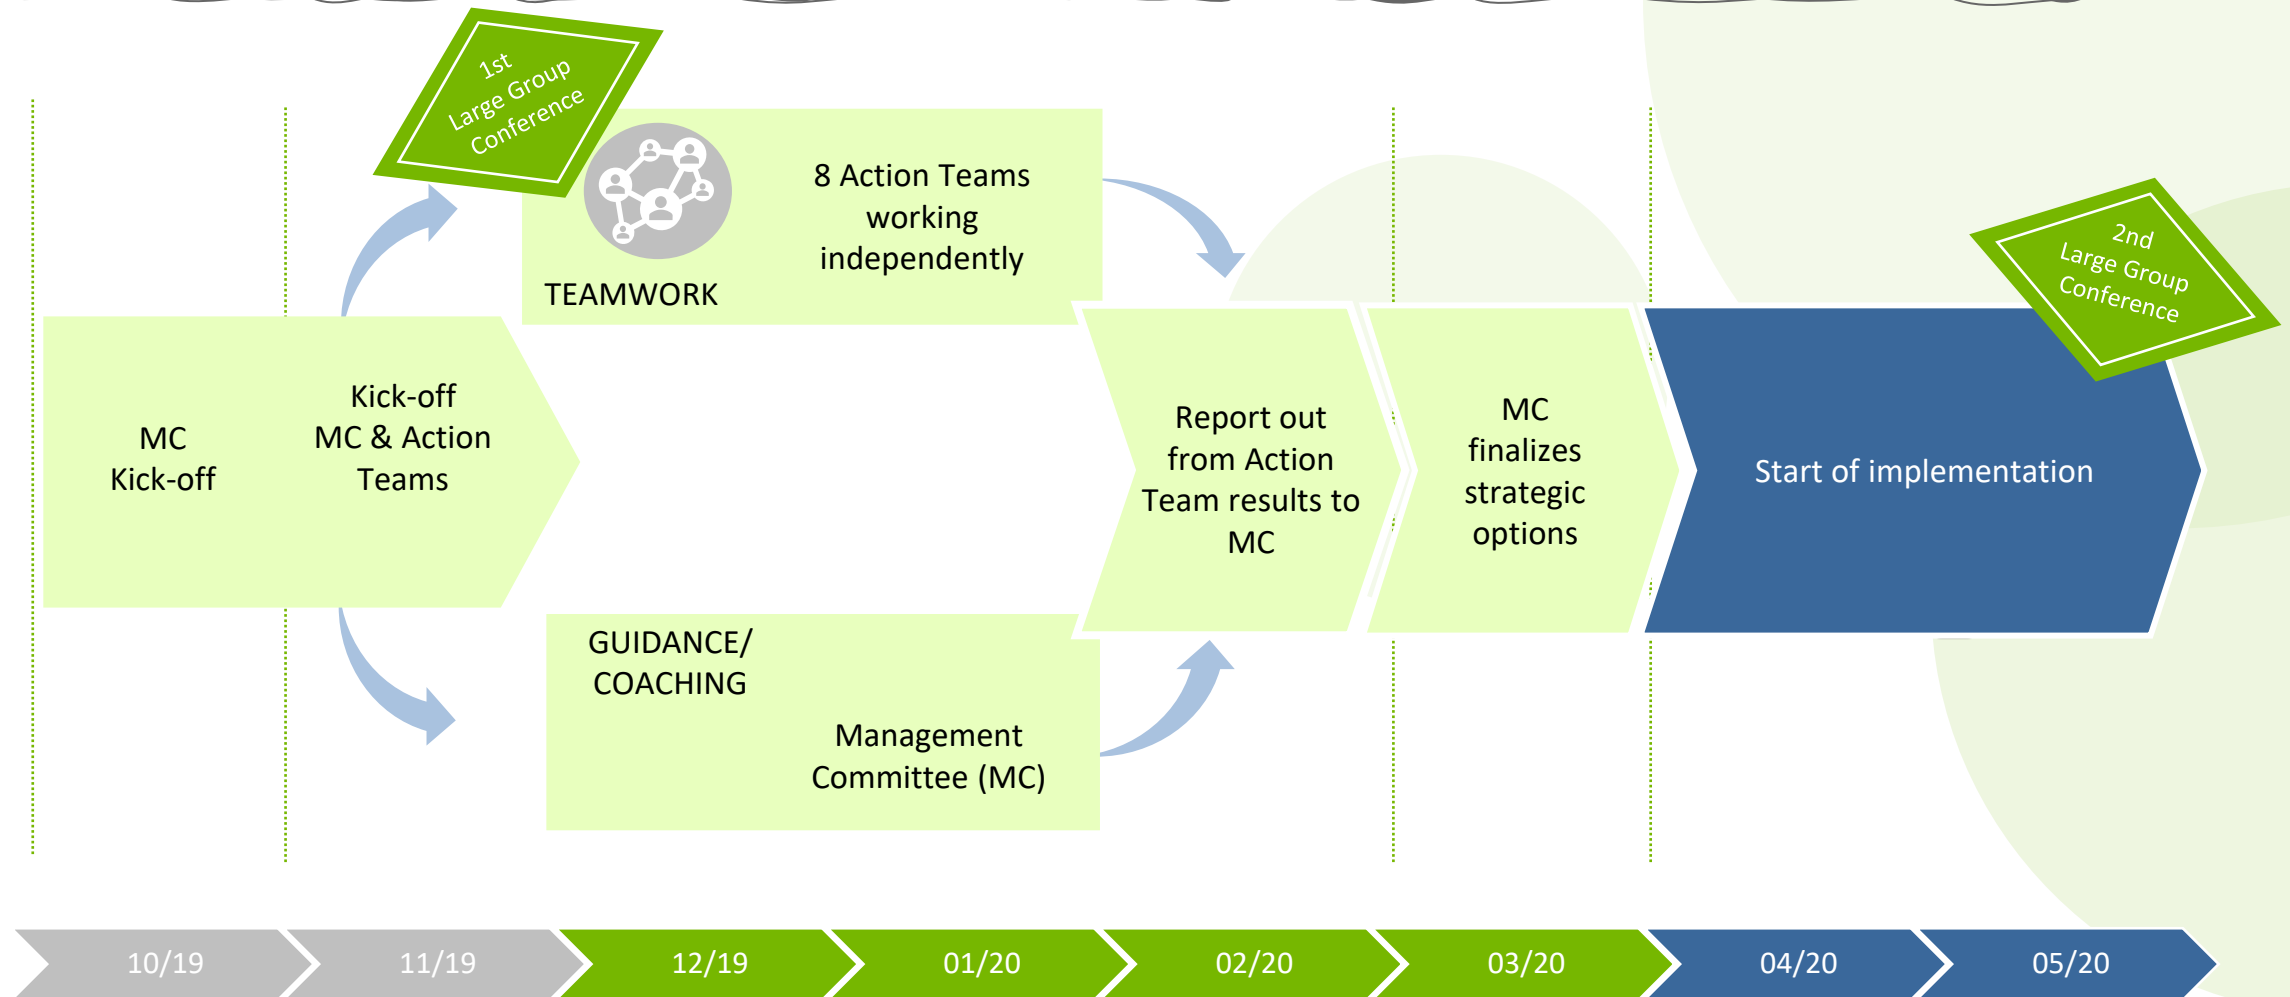 1st
Large Group
Conference
8 Action Teams
working
independently
TEAMWORK
2nd
Large Group
Conference
MC
Kick-off
Kick-off
MC & Action
Teams
Report out
from Action
Team results to
MC
MC
finalizes
strategic
options
Start of implementation
GUIDANCE/
COACHING
Management
Committee (MC)
10/19
11/19
12/19
01/20
02/20
03/20
04/20
05/20